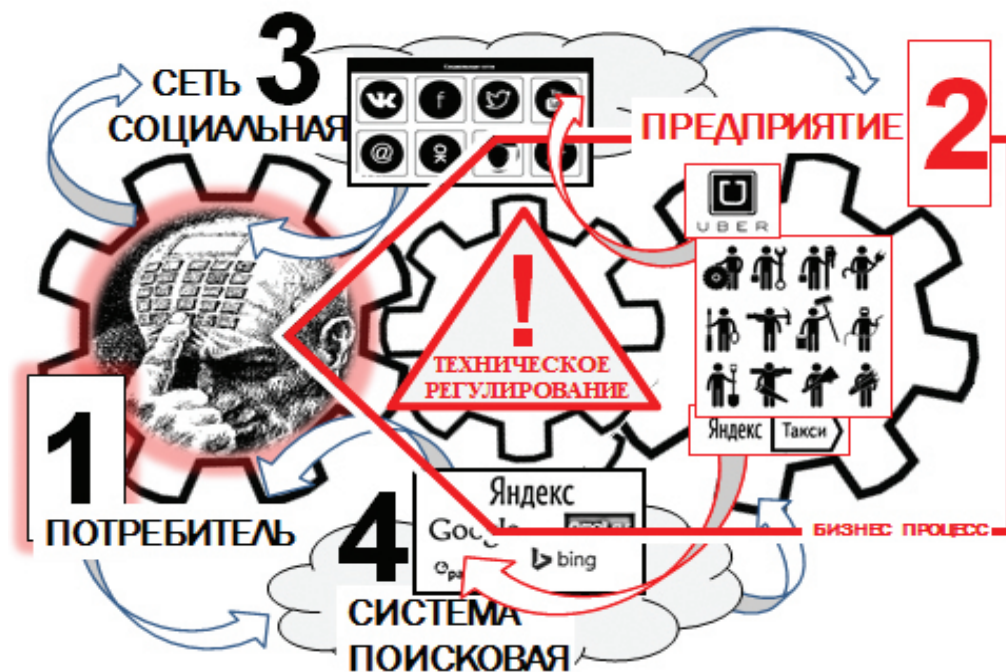 3
СЕТЬ
СОЦИАЛЬНАЯ
2
ПРЕДПРИЯТИЕ
UBER
!
ТЕХНИЧЕСКОЕ
РЕГУЛИРОВАНИЕ
Яндекс Такси
1
ПОТРЕБИТЕЛЬ
БИЗНЕС ПРОЦЕСС
4
Яндекс
Google
bing
СИСТЕМА
ПОИСКОВАЯ